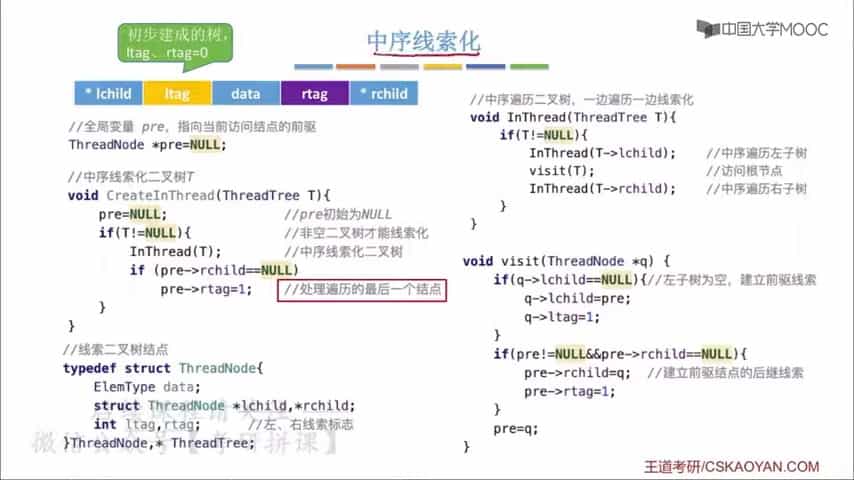 初步建成的树,
ltag、rtag=0
中序线索化
中国大学MOOC
* lchild ltag data rtag * rchild
//全局变量 pre, 指向当前访问结点的前驱
ThreadNode *pre=NULL;
//中序线索化二叉树T
void CreateInThread(ThreadTree T){
pre=NULL; //pre初始为NULL
if(T!=NULL){ //非空二叉树才能线索化
InThread(T); //中序线索化二叉树
if (pre->rchild==NULL)
pre->rtag=1; //处理遍历的最后一个结点
}
}
//线索二叉树结点
typedef struct ThreadNode{
ElemType data;
struct ThreadNode *lchild,*rchild;
int ltag,rtag; //左、右线索标志
}ThreadNode,* ThreadTree;
//中序遍历二叉树, 一边遍历一边线索化
void InThread(ThreadTree T){
if(T!=NULL){
InThread(T->lchild); //中序遍历左子树
visit(T); //访问根节点
InThread(T->rchild); //中序遍历右子树
}
}
void visit(ThreadNode *q) {
if(q->lchild==NULL){//左子树为空, 建立前驱线索
q->lchild=pre;
q->ltag=1;
}
if(pre!=NULL&&pre->rchild==NULL){
pre->rchild=q; //建立前驱结点的后继线索
pre->rtag=1;
}
pre=q;
}
微信公众号【考研拼课】
王道考研/CSKAOYAN.COM